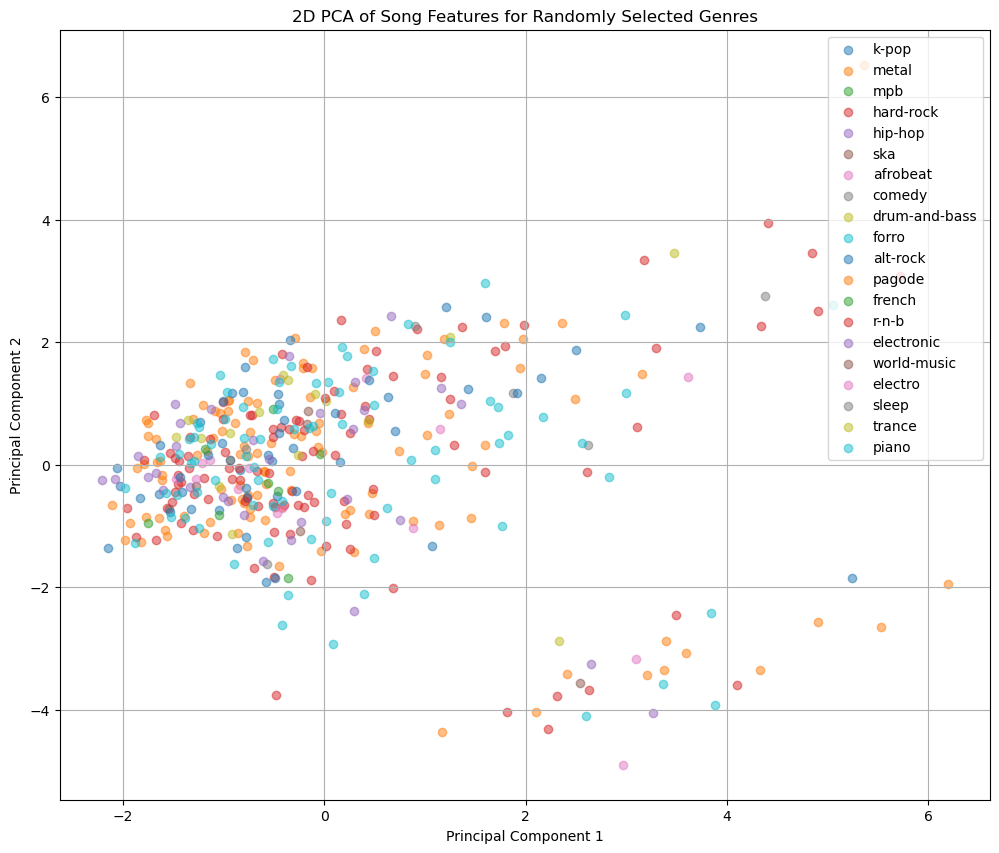 2D PCA of Song Features for Randomly Selected Genres
k-pop
metal
mpb
hard-rock
hip-hop
ska
afrobeat
comedy
drum-and-bass
forro
alt-rock
pagode
french
r-n-b
electronic
world-music
electro
sleep
trance
piano
Principal Component 2
6
4
2
0
−2
−4
−2
0
2
4
6
Principal Component 1